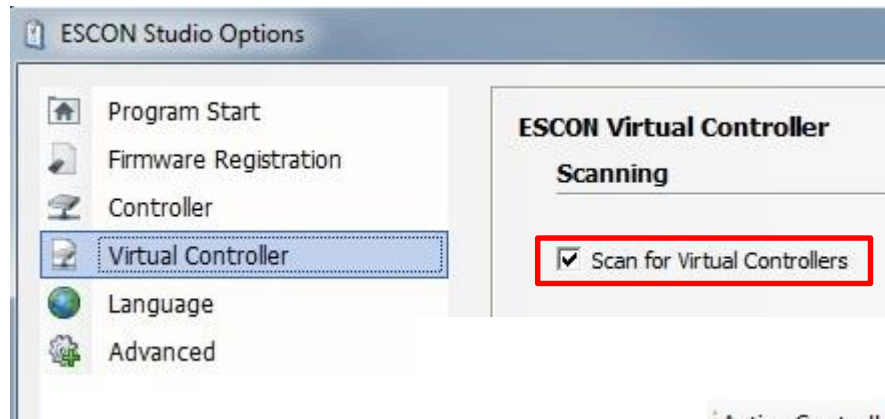 ESCON Studio Options
Program Start
Firmware Registration
Controller
Virtual Controller
Language
Advanced
ESCON Virtual Controller
Scanning
Scan for Virtual Controllers